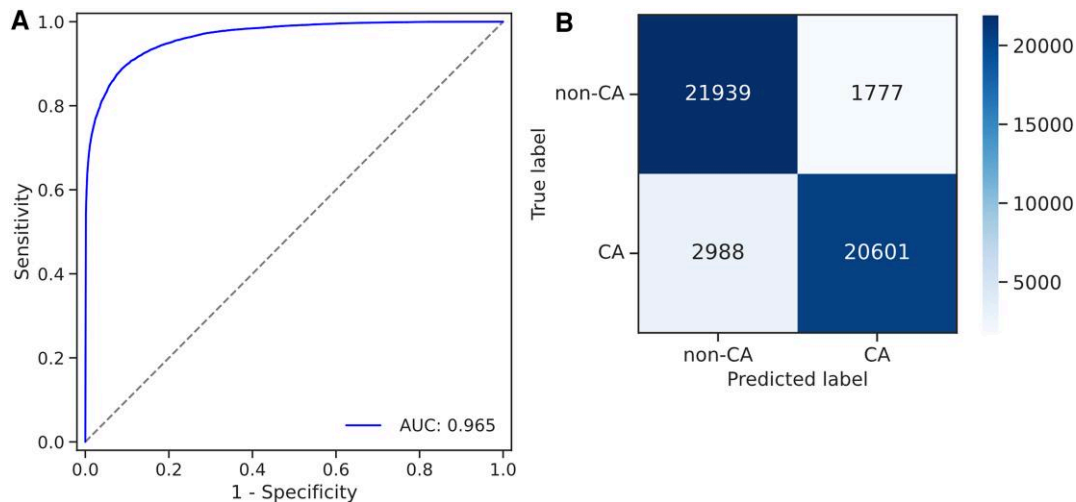 A
1.0
0.8
0.6
0.4
0.2
0.0
Sensitivity
0.0 0.2 0.4 0.6 0.8 1.0
1 - Specificity
AUC: 0.965
B
True label
non-CA
CA
21939 1777
2988 20601
non-CA CA
Predicted label
20000
15000
10000
5000